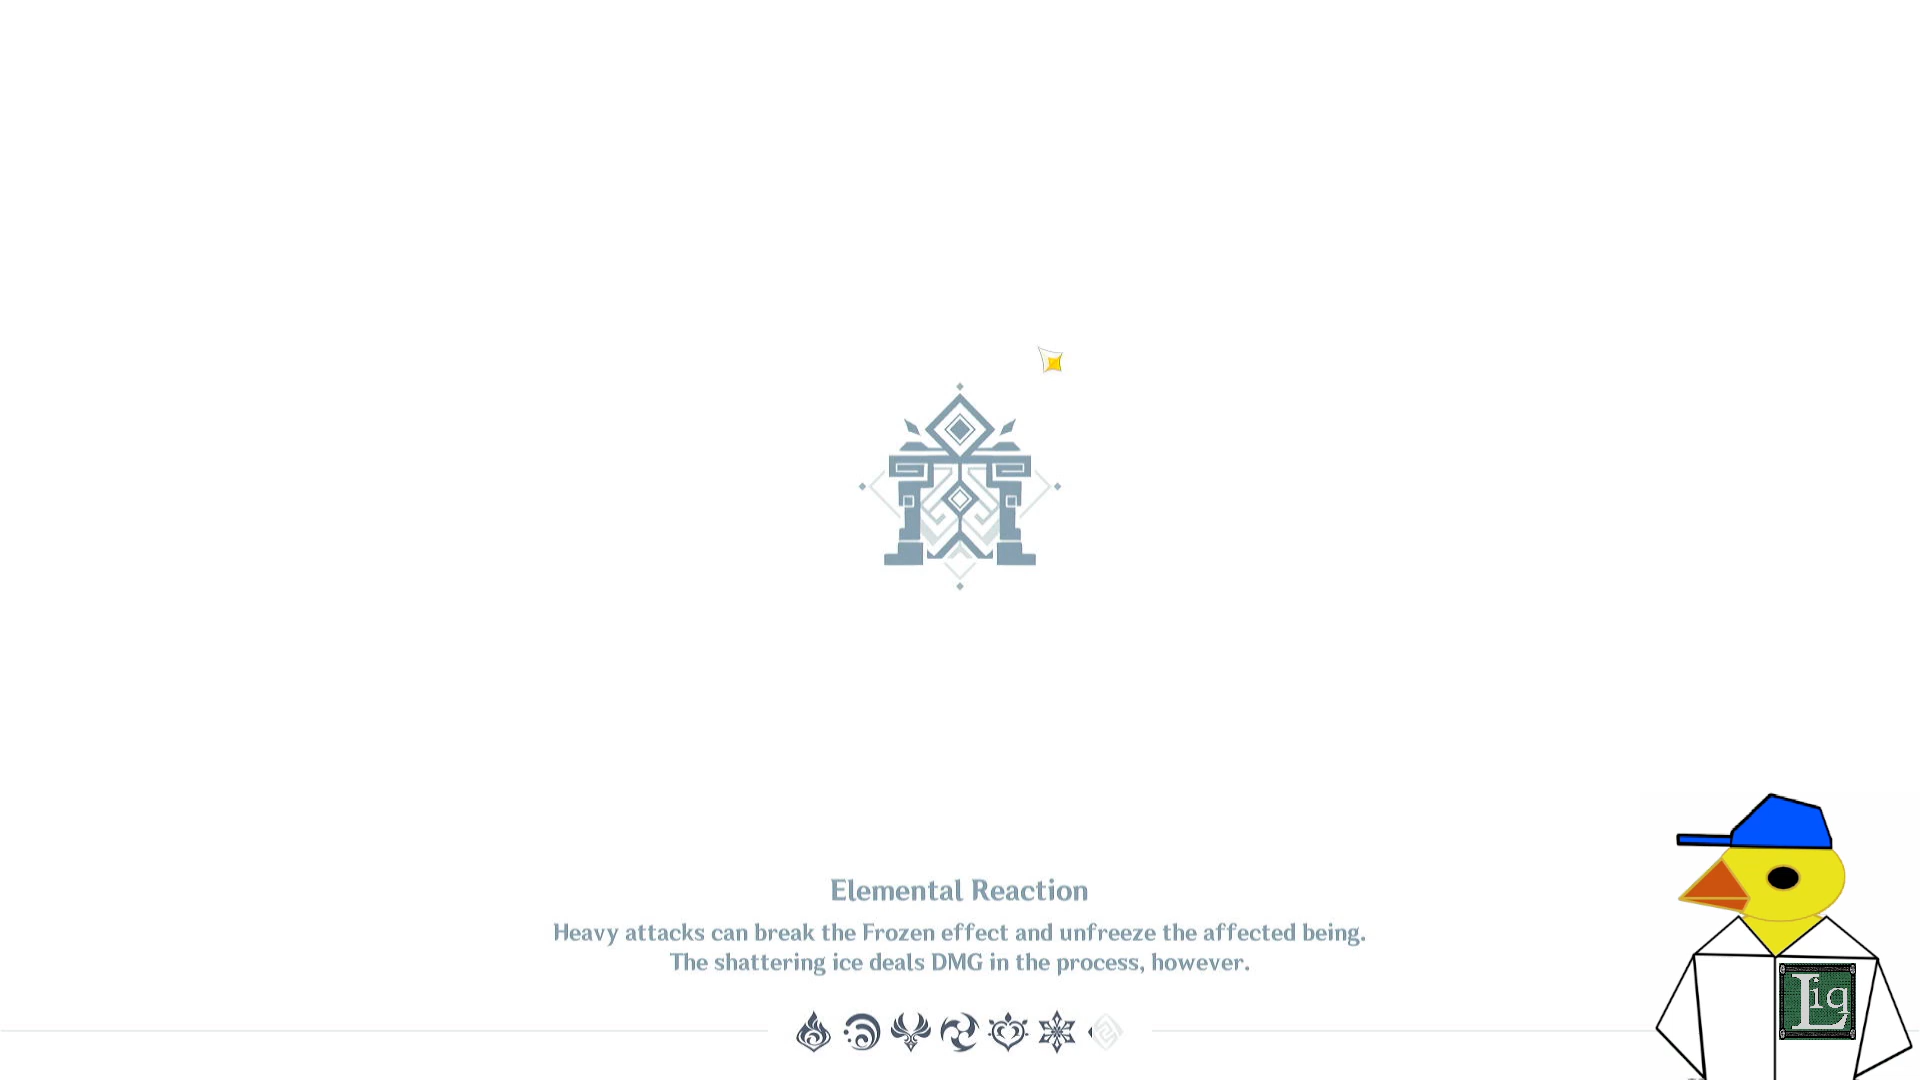 Elemental Reaction
Heavy attacks can break the Frozen effect and unfreeze the affected being.
The shattering ice deals DMG in the process, however.
Liq